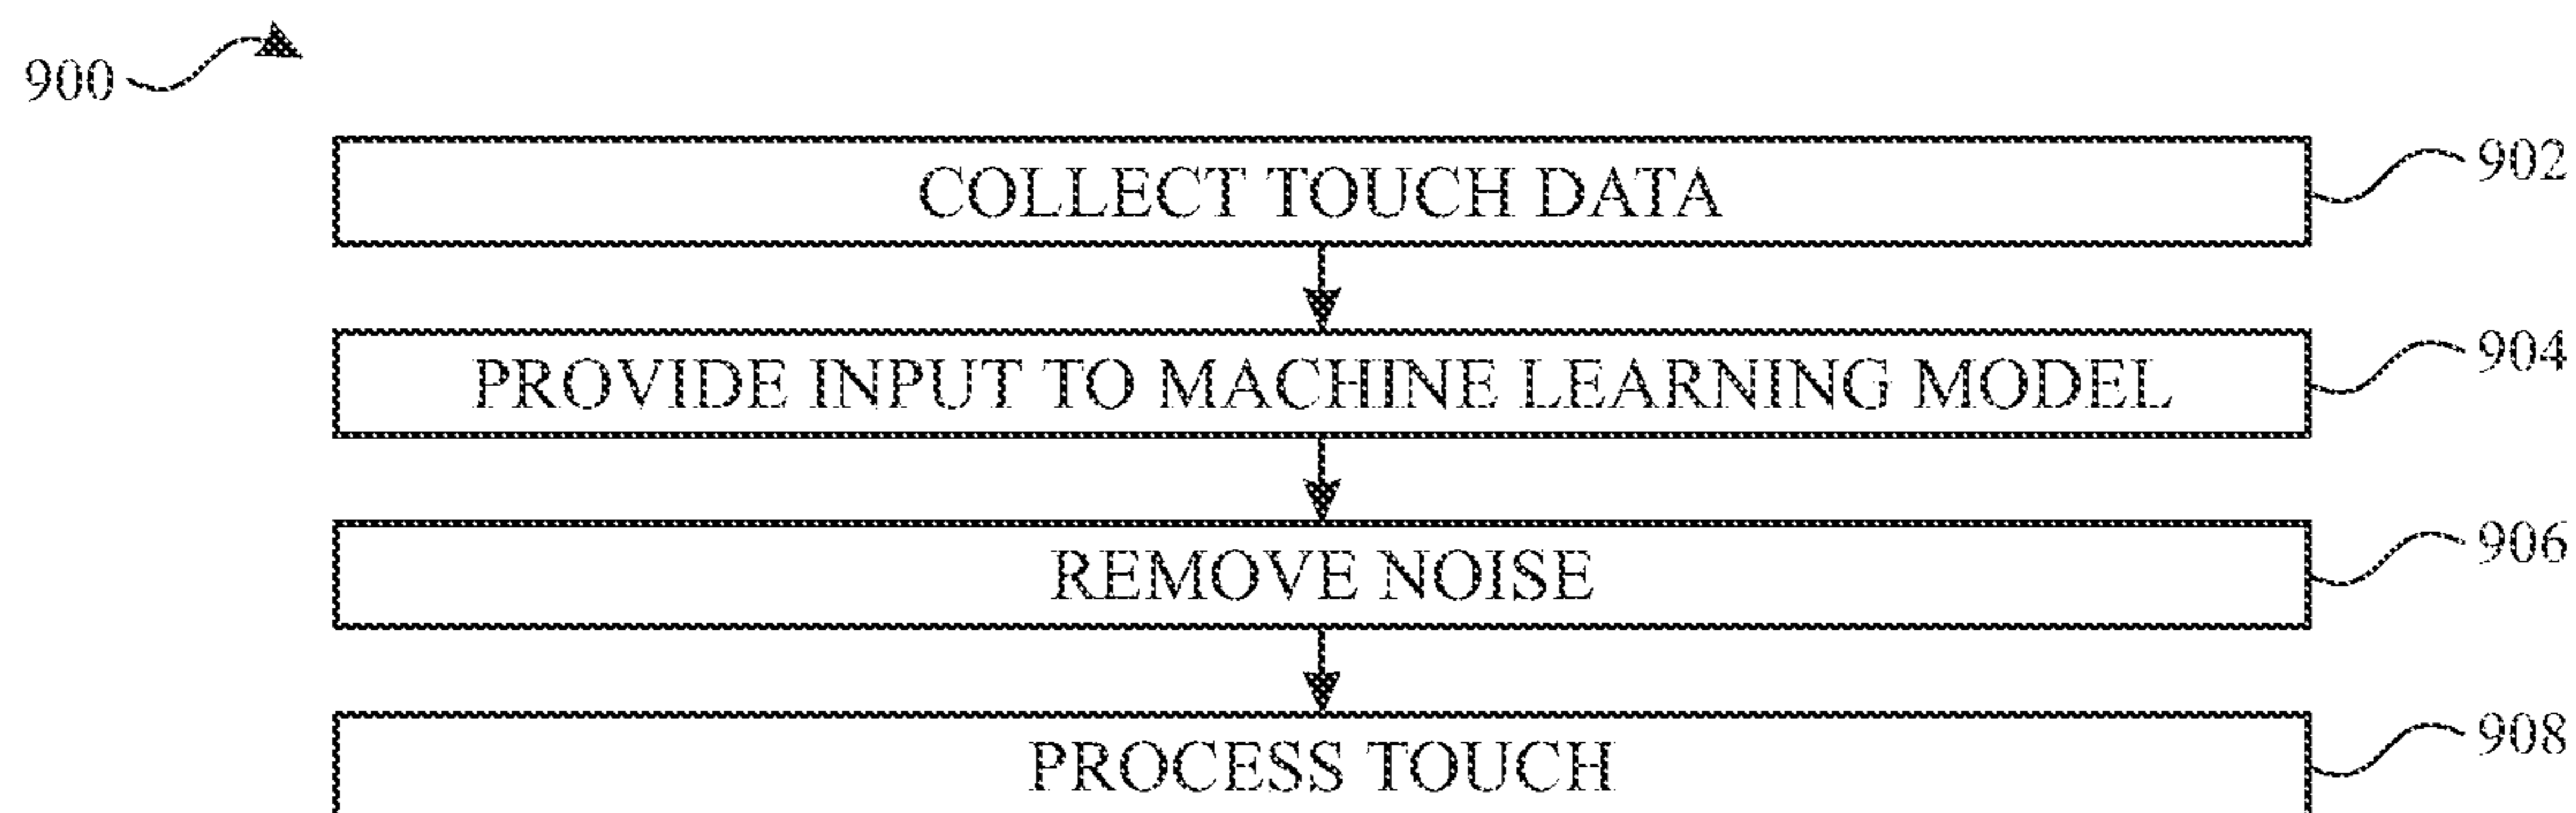 900
COLLECT TOUCH DATA
902
PROVIDE INPUT TO MACHINE LEARNING MODEL
904
REMOVE NOISE
906
PROCESS TOUCH
908